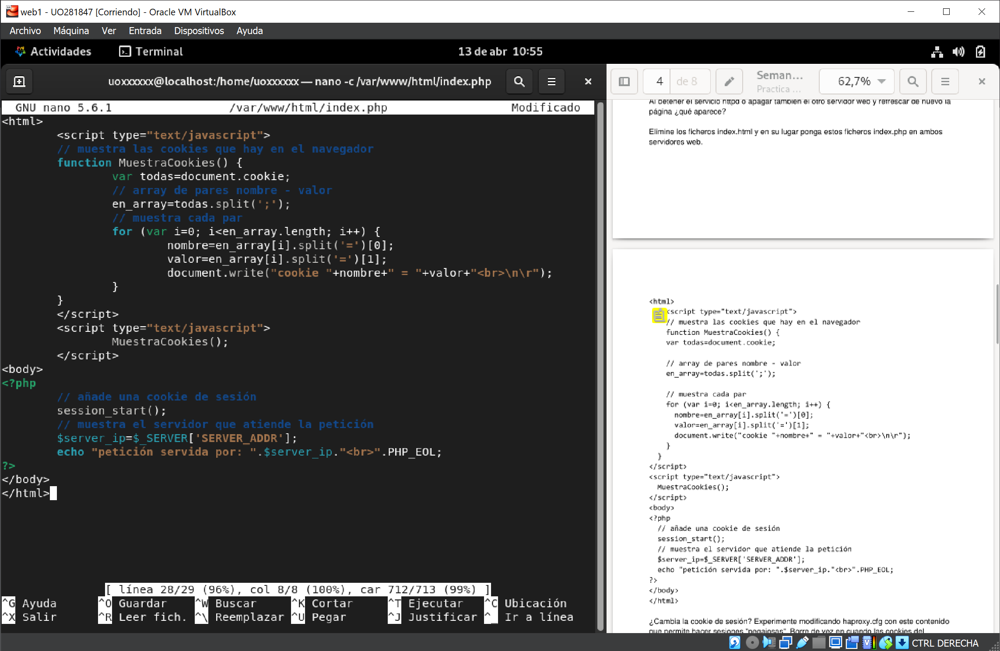 web1 - UO281847 [Corriendo] - Oracle VM VirtualBox
Archivo Máquina Ver Entrada Dispositivos Ayuda
Actividades Terminal 13 de abr 10:55
uoxxxxxx@localhost:/home/uoxxxxxx — nano -c /var/www/html/index.php
GNU nano 5.6.1 /var/www/html/index.php Modificado
<html>
<script type="text/javascript">
// muestra las cookies que hay en el navegador
function MuestraCookies() {
var todas=document.cookie;
// array de pares nombre - valor
en_array=todas.split(';');
// muestra cada par
for (var i=0; i<en_array.length; i++) {
nombre=en_array[i].split('=')[0];
valor=en_array[i].split('=')[1];
document.write("cookie "+nombre+" = "+valor+"<br>\n\r");
}
}
</script>
<script type="text/javascript">
MuestraCookies();
</script>
<body>
<?php
// añade una cookie de sesión
session_start();
// muestra el servidor que atiende la petición
$server_ip=$_SERVER['SERVER_ADDR'];
echo "petición servida por: ".$server_ip."<br>".PHP_EOL;
?>
</body>
</html>
[ línea 28/29 (96%), col 8/8 (100%), car 712/713 (99%) ]
^G Ayuda ^O Guardar ^W Buscar ^K Cortar ^T Ejecutar ^C Ubicación
^X Salir ^R Leer fich. ^\ Reemplazar ^U Pegar ^J Justificar ^_ Ir a línea
4 de 8 Seman... 62,7%
Practica ...
Al detener el servicio httpd o apagar también el otro servidor web y refrescar de nuevo la
página ¿qué aparece?
Elimine los ficheros index.html y en su lugar ponga estos ficheros index.php en ambos
servidores web.
<html>
<script type="text/javascript">
// muestra las cookies que hay en el navegador
function MuestraCookies() {
var todas=document.cookie;
// array de pares nombre - valor
en_array=todas.split(';');
// muestra cada par
for (var i=0; i<en_array.length; i++) {
nombre=en_array[i].split('=')[0];
valor=en_array[i].split('=')[1];
document.write("cookie "+nombre+" = "+valor+"<br>\n\r");
}
}
</script>
<script type="text/javascript">
MuestraCookies();
</script>
<body>
<?php
// añade una cookie de sesión
session_start();
// muestra el servidor que atiende la petición
$server_ip=$_SERVER['SERVER_ADDR'];
echo "petición servida por: ".$server_ip."<br>".PHP_EOL;
?>
</body>
</html>
¿Cambia la cookie de sesión? Experimente modificando haproxy.cfg con este contenido
que permite hacer sesiones "pegajosas". Borre de vez en cuando las cookies del
CTRL DERECHA